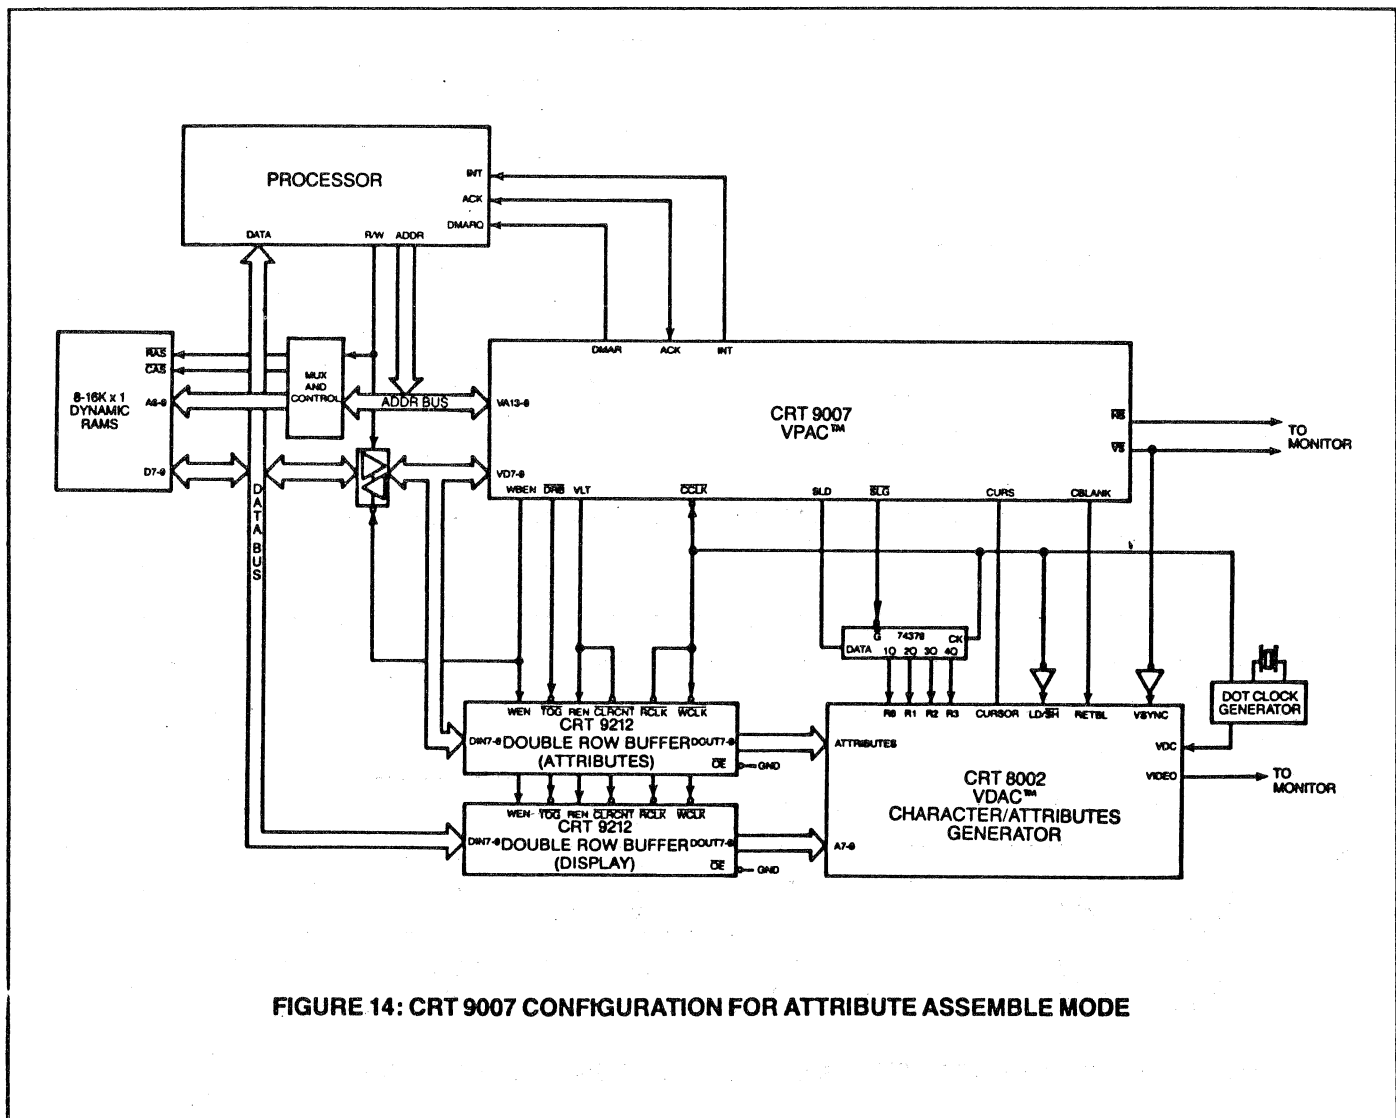 PROCESSOR
INT
ACK
DMARQ
DATA
R/W
ADDR
8-16K x 1
DYNAMIC
RAMS
RAS
CAS
A6-0
D7-0
MUX
AND
CONTROL
ADDR BUS
DATA BUS
DMAR
ACK
INT
VA13-0
VD7-0
CRT 9007
VPAC™
HS
VS
TO
MONITOR
WBEN
DRB
VLT
CCLK
SLD
SLG
CURS
CBLANK
G
74378
CK
DATA
1Q
2Q
3Q
4Q
DOT CLOCK
GENERATOR
WEN
TOG
REN
CLRCNT
RCLK
WCLK
CRT 9212
DIN7-0
DOUBLE ROW BUFFER
DOUT7-0
(ATTRIBUTES)
OE
GND
WEN
TOG
REN
CLRCNT
RCLK
WCLK
CRT 9212
DIN7-0
DOUBLE ROW BUFFER
DOUT7-0
(DISPLAY)
OE
GND
R0
R1
R2
R3
CURSOR
LD/SH
RETBL
VSYNC
ATTRIBUTES
VDC
VIDEO
TO
MONITOR
CRT 8002
VDAC™
CHARACTER/ATTRIBUTES
GENERATOR
A7-0
FIGURE 14: CRT 9007 CONFIGURATION FOR ATTRIBUTE ASSEMBLE MODE